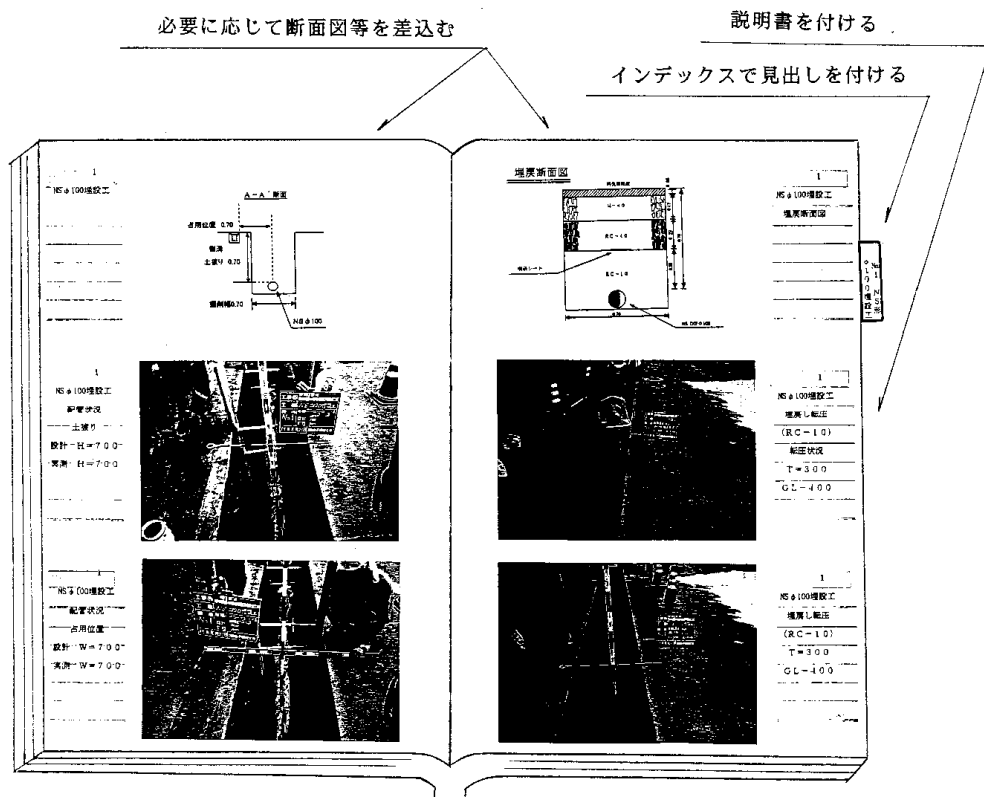 必要に応じて断面図等を差込む
説明書を付ける
インデックスで見出しを付ける
1
NSφ100埋設工
A-A' 断面
占用位置 0.70
側溝
土被り 0.70
掘削幅0.70
NSφ100
埋戻断面図
M-40
RC-40
RC-10
0.70
1
NSφ100埋設工
埋戻断面図
No.1 NS形
φ100埋設工
1
NSφ100埋設工
配管状況
土被り
設計 H=700
実測 H=700
1
NSφ100埋設工
埋戻し転圧
(RC-10)
転圧状況
T=300
GL-400
1
NSφ100埋設工
配管状況
占用位置
設計 W=700
実測 W=700
1
NSφ100埋設工
埋戻し転圧
(RC-10)
T=300
GL-400